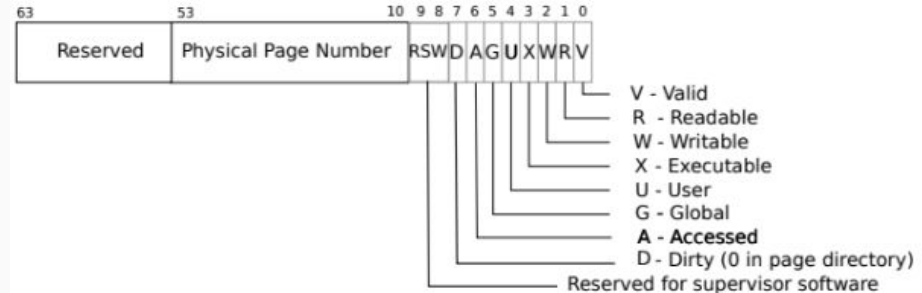 63 53 10 9 8 7 6 5 4 3 2 1 0
Reserved Physical Page Number RSW D A G U X W R V
V - Valid
R - Readable
W - Writable
X - Executable
U - User
G - Global
A - Accessed
D - Dirty (0 in page directory)
Reserved for supervisor software